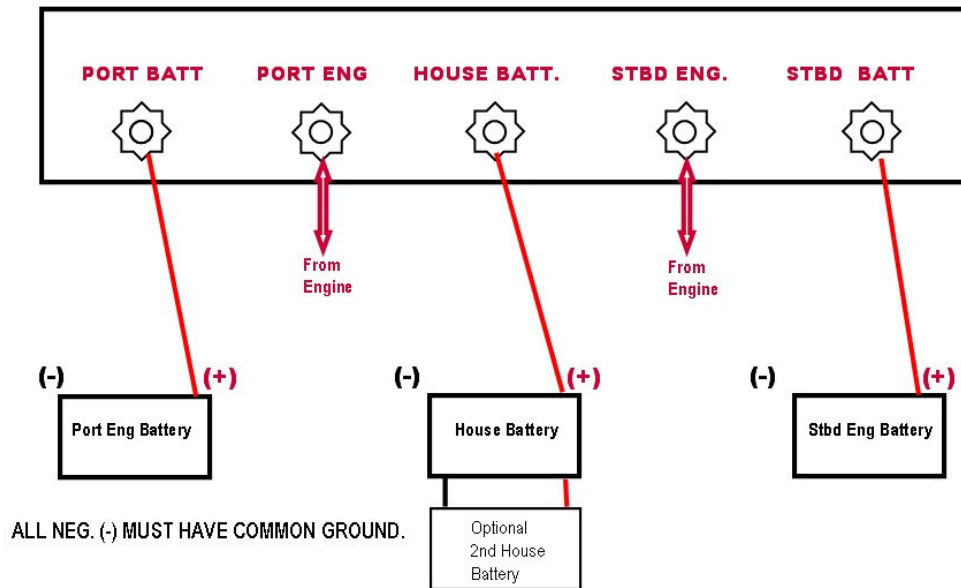 PORT BATT PORT ENG HOUSE BATT. STBD ENG. STBD BATT
From
Engine
From
Engine
(-) (+) (-) (+) (-) (+)
Port Eng Battery House Battery Stbd Eng Battery
ALL NEG. (-) MUST HAVE COMMON GROUND.
Optional
2nd House
Battery